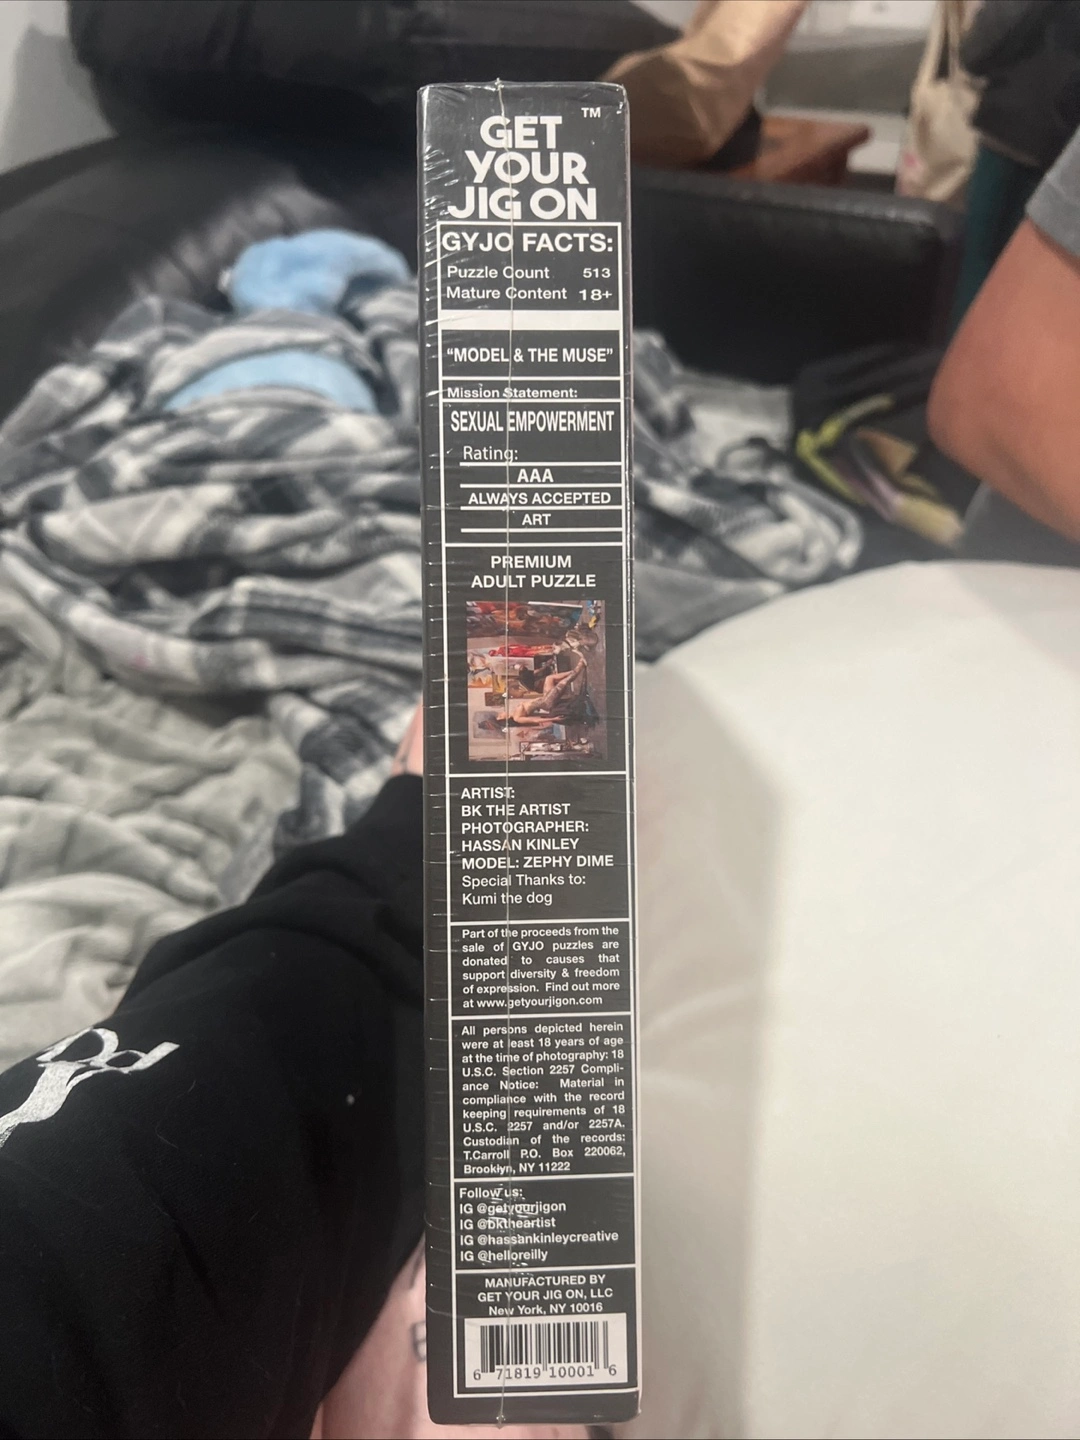 GET
YOUR
JIG ON
TM
GYJO FACTS:
Puzzle Count 513
Mature Content 18+
“MODEL & THE MUSE”
Mission Statement:
SEXUAL EMPOWERMENT
Rating:
AAA
ALWAYS ACCEPTED
ART
PREMIUM
ADULT PUZZLE
ARTIST:
BK THE ARTIST
PHOTOGRAPHER:
HASSAN KINLEY
MODEL: ZEPHY DIME
Special Thanks to:
Kumi the dog
Part of the proceeds from the
sale of GYJO puzzles are
donated to causes that
support diversity & freedom
of expression. Find out more
at www.getyourjigon.com
All persons depicted herein
were at least 18 years of age
at the time of photography: 18
U.S.C. Section 2257 Compli-
ance Notice: Material in
compliance with the record
keeping requirements of 18
U.S.C. 2257 and/or 2257A.
Custodian of the records:
T.Carroll P.O. Box 220062,
Brooklyn, NY 11222
Follow us:
IG @getyourjigon
IG @bktheartist
IG @hassankinleycreative
IG @helloreilly
MANUFACTURED BY
GET YOUR JIG ON, LLC
New York, NY 10016
6 71819 10001 6